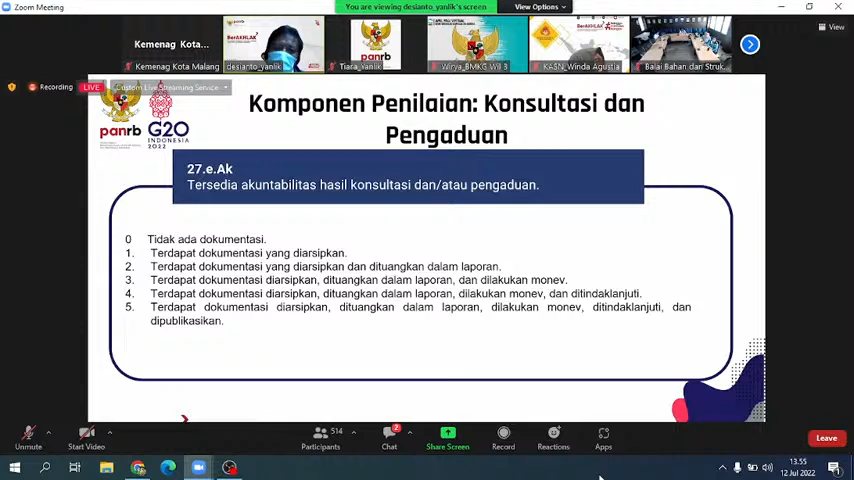 Zoom Meeting
You are viewing desianto_yanlik's screen
View Options
View
Kemenag Kota...
Kemenag Kota Malang
desianto_yanlik
Tiara_Yanlik
Wirya_BMKG Wil 3
KASN_Winda Agustia
Balai Bahan dan Struk...
BerAKHLAK
panrb
Recording
LIVE
Custom Live Streaming Service
panrb
G20
INDONESIA
2022
Komponen Penilaian: Konsultasi dan
Pengaduan
27.e.Ak
Tersedia akuntabilitas hasil konsultasi dan/atau pengaduan.
0 Tidak ada dokumentasi.
1. Terdapat dokumentasi yang diarsipkan.
2. Terdapat dokumentasi yang diarsipkan dan dituangkan dalam laporan.
3. Terdapat dokumentasi diarsipkan, dituangkan dalam laporan, dan dilakukan monev.
4. Terdapat dokumentasi diarsipkan, dituangkan dalam laporan, dilakukan monev, dan ditindaklanjuti.
5. Terdapat dokumentasi diarsipkan, dituangkan dalam laporan, dilakukan monev, ditindaklanjuti, dan
dipublikasikan.
Unmute
Start Video
514
Participants
2
Chat
Share Screen
Record
Reactions
Apps
Leave
13.55
12 Jul 2022